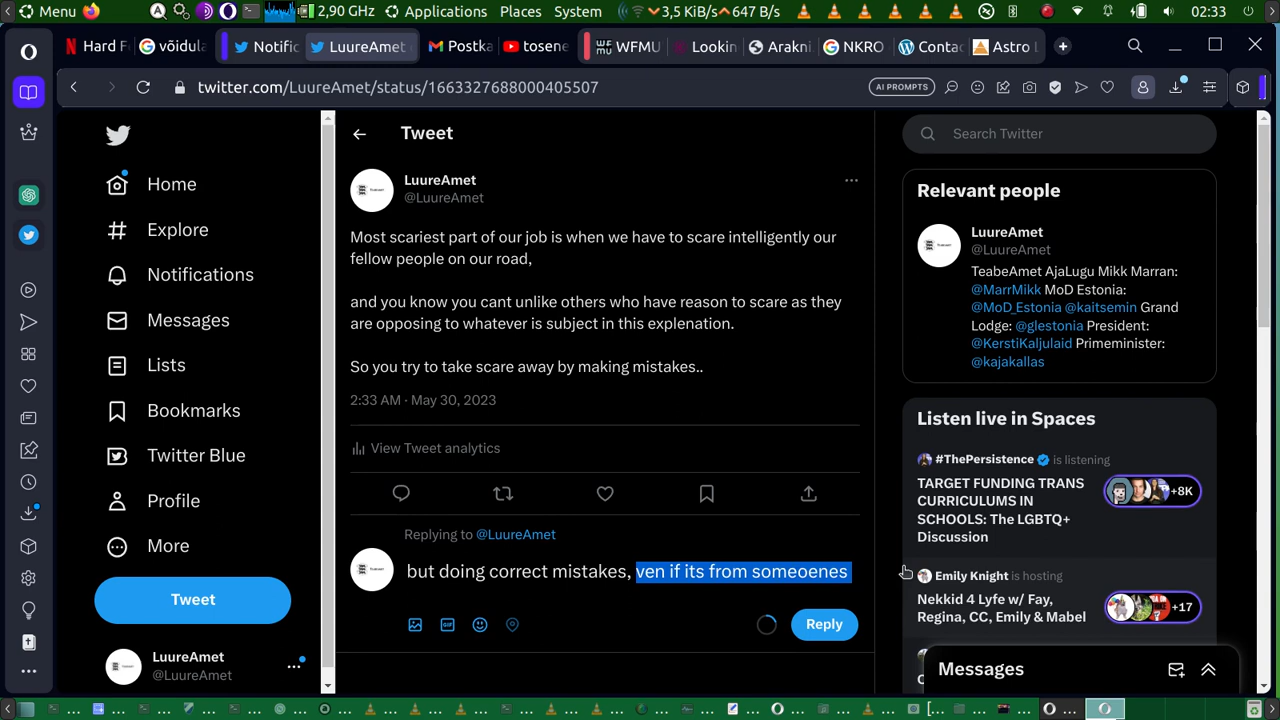 Menu
2,90 GHz
Applications
Places
System
3,5 KiB/s
647 B/s
02:33
Hard F
võidula
Notific
LuureAmet
Postka
tosene
WFMU
Lookin
Arakni
NKRO
Contac
Astro L
twitter.com/LuureAmet/status/1663327688000405507
AI PROMPTS
Home
Explore
Notifications
Messages
Lists
Bookmarks
Twitter Blue
Profile
More
Tweet
LuureAmet
@LuureAmet
Tweet
LuureAmet
@LuureAmet
Most scariest part of our job is when we have to scare intelligently our
fellow people on our road,
and you know you cant unlike others who have reason to scare as they
are opposing to whatever is subject in this explenation.
So you try to take scare away by making mistakes..
2:33 AM · May 30, 2023
View Tweet analytics
Replying to @LuureAmet
but doing correct mistakes, ven if its from someoenes
GIF
Reply
Search Twitter
Relevant people
LuureAmet
@LuureAmet
TeabeAmet AjaLugu Mikk Marran:
@MarrMikk MoD Estonia:
@MoD_Estonia @kaitsemin Grand
Lodge: @glestonia President:
@KerstiKaljulaid Primeminister:
@kajakallas
Listen live in Spaces
#ThePersistence is listening
TARGET FUNDING TRANS
CURRICULUMS IN
SCHOOLS: The LGBTQ+
Discussion
+8K
Emily Knight is hosting
Nekkid 4 Lyfe w/ Fay,
Regina, CC, Emily & Mabel
+17
Messages